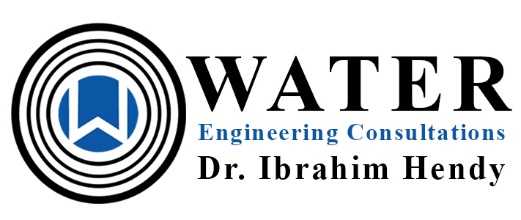 W
WATER
Engineering Consultations
Dr. Ibrahim Hendy